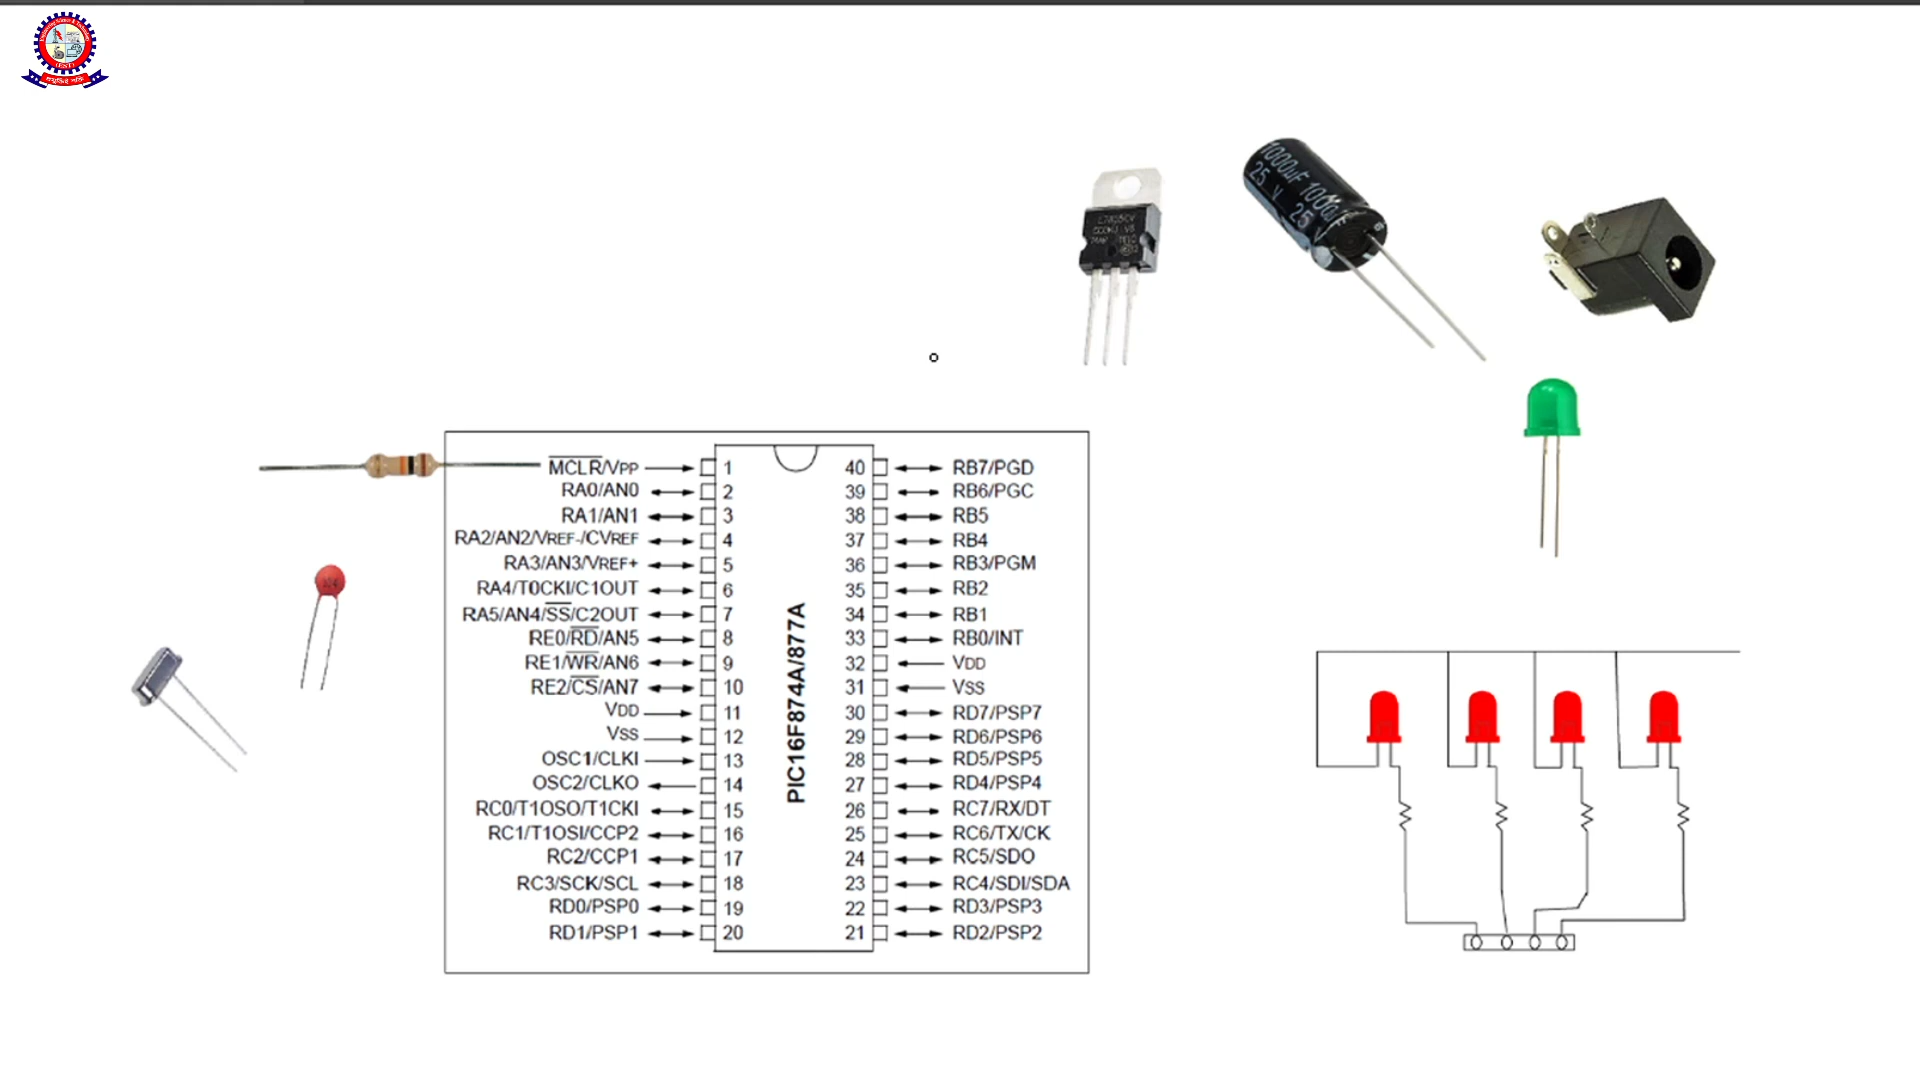 1000µF 1000µF
25 V 25
MCLR/VPP 1 40 RB7/PGD
RA0/AN0 2 39 RB6/PGC
RA1/AN1 3 38 RB5
RA2/AN2/VREF-/CVREF 4 37 RB4
RA3/AN3/VREF+ 5 36 RB3/PGM
RA4/T0CKI/C1OUT 6 35 RB2
RA5/AN4/SS/C2OUT 7 34 RB1
RE0/RD/AN5 8 33 RB0/INT
RE1/WR/AN6 9 32 VDD
RE2/CS/AN7 10 31 VSS
VDD 11 30 RD7/PSP7
VSS 12 29 RD6/PSP6
OSC1/CLKI 13 28 RD5/PSP5
OSC2/CLKO 14 27 RD4/PSP4
RC0/T1OSO/T1CKI 15 26 RC7/RX/DT
RC1/T1OSI/CCP2 16 25 RC6/TX/CK
RC2/CCP1 17 24 RC5/SDO
RC3/SCK/SCL 18 23 RC4/SDI/SDA
RD0/PSP0 19 22 RD3/PSP3
RD1/PSP1 20 21 RD2/PSP2
PIC16F874A/877A